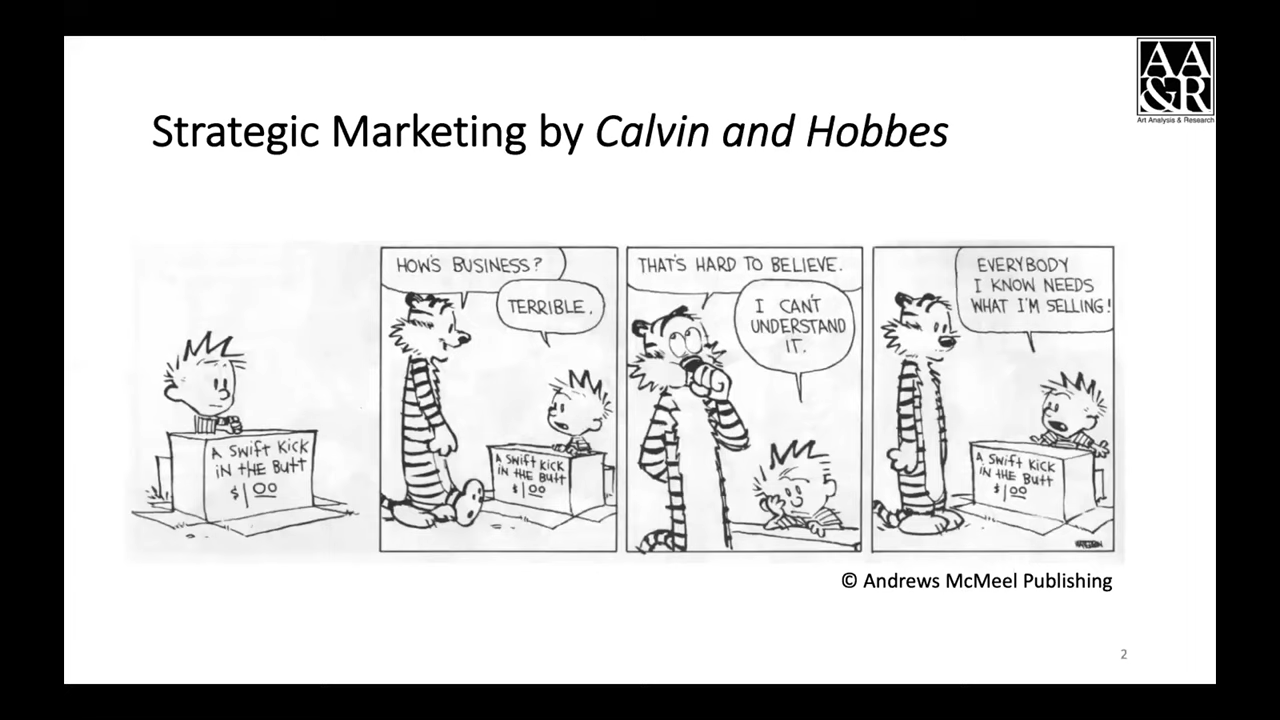 AA
&R
Art Analysis & Research
Strategic Marketing by Calvin and Hobbes
A SWIFT KICK
IN THE BUTT
$1.00
HOW'S BUSINESS?
TERRIBLE.
A SWIFT KICK
IN THE BUTT
$1.00
THAT'S HARD TO BELIEVE.
I CAN'T
UNDERSTAND
IT.
EVERYBODY
I KNOW NEEDS
WHAT I'M SELLING!
A SWIFT KICK
IN THE BUTT
$1.00
© Andrews McMeel Publishing
2